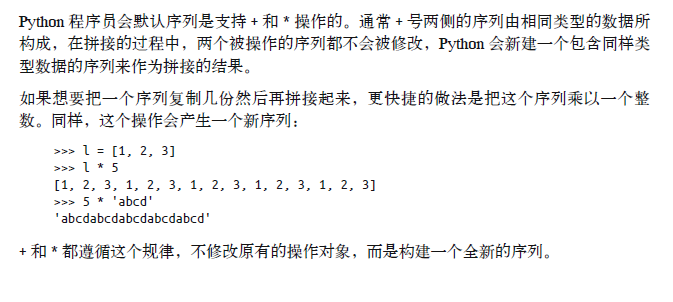 Python 程序员会默认序列是支持 + 和 * 操作的。通常 + 号两侧的序列由相同类型的数据所
构成，在拼接的过程中，两个被操作的序列都不会被修改，Python 会新建一个包含同样类
型数据的序列来作为拼接的结果。
如果想要把一个序列复制几份然后再拼接起来，更快捷的做法是把这个序列乘以一个整
数。同样，这个操作会产生一个新序列：
>>> l = [1, 2, 3]
>>> l * 5
[1, 2, 3, 1, 2, 3, 1, 2, 3, 1, 2, 3, 1, 2, 3]
>>> 5 * 'abcd'
'abcdabcdabcdabcdabcd'
+ 和 * 都遵循这个规律，不修改原有的操作对象，而是构建一个全新的序列。